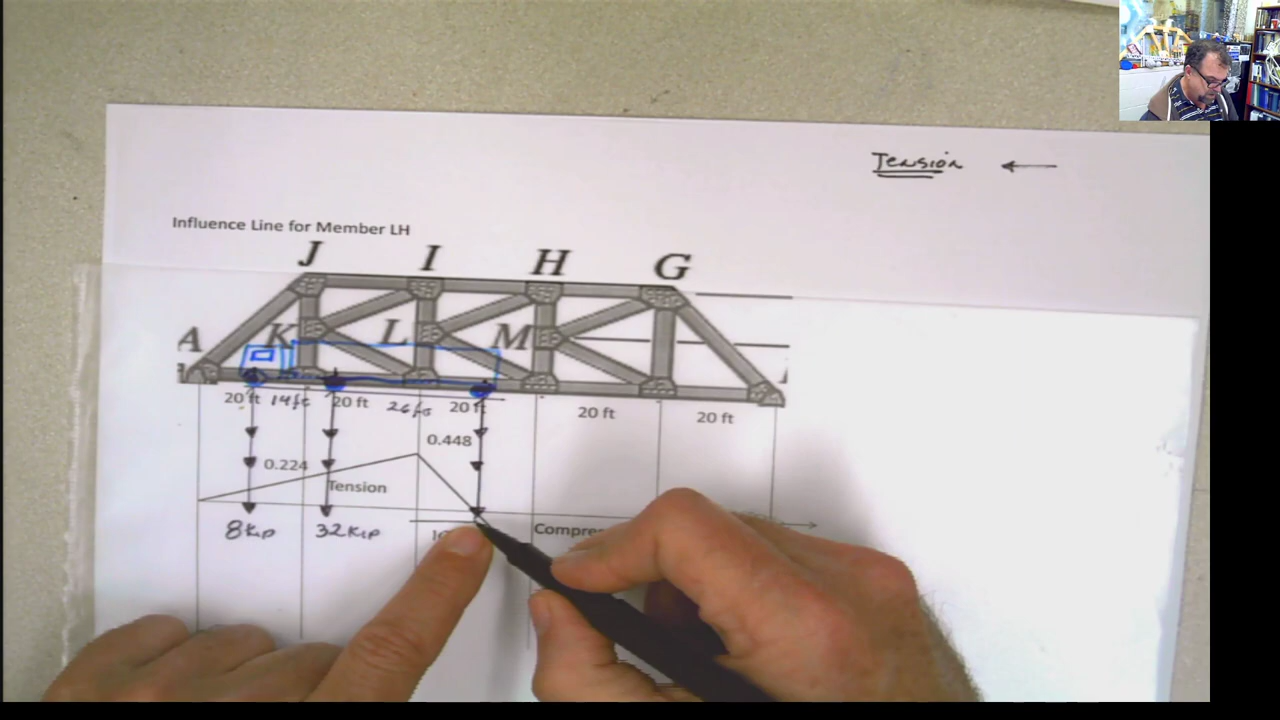 Tension
Influence Line for Member LH
J I H G
A K L M
20 ft 14ft 20 ft 26ft 20 ft 20 ft 20 ft
0.448
0.224
Tension
8Kip 32Kip